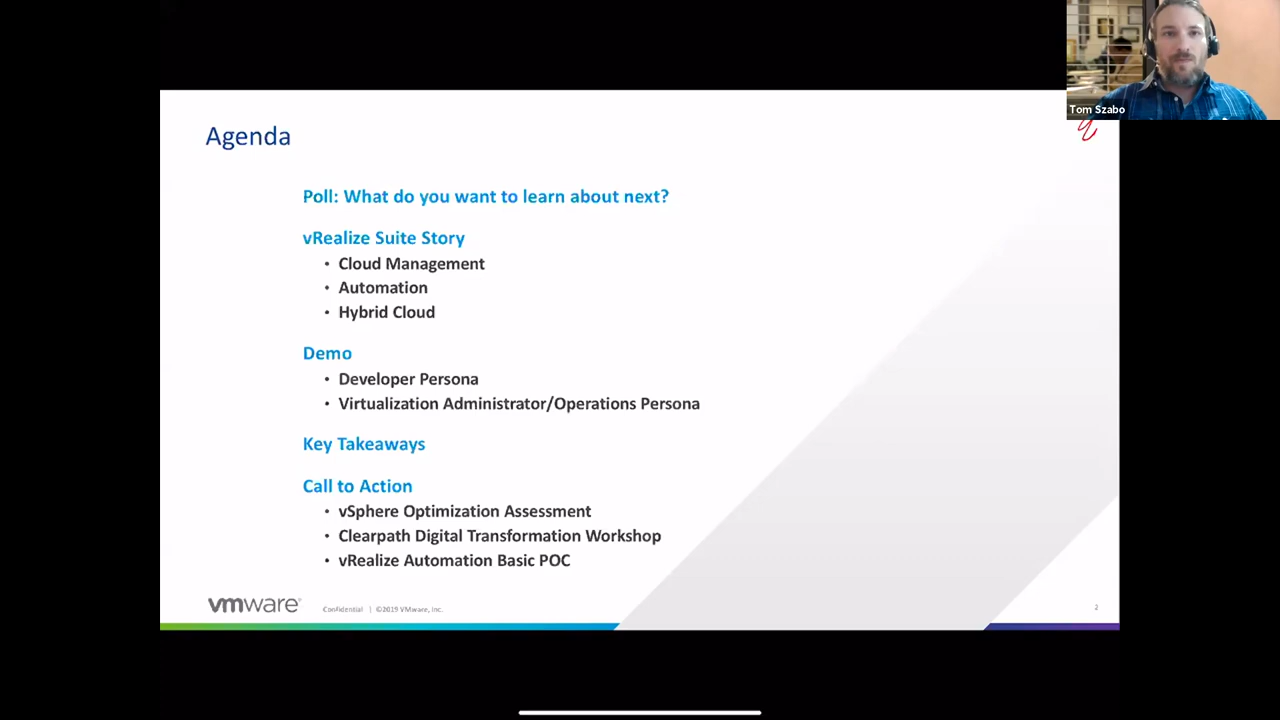 Tom Szabo
Agenda
Poll: What do you want to learn about next?
vRealize Suite Story
• Cloud Management
• Automation
• Hybrid Cloud
Demo
• Developer Persona
• Virtualization Administrator/Operations Persona
Key Takeaways
Call to Action
• vSphere Optimization Assessment
• Clearpath Digital Transformation Workshop
• vRealize Automation Basic POC
vmware® Confidential | ©2019 VMware, Inc. 2